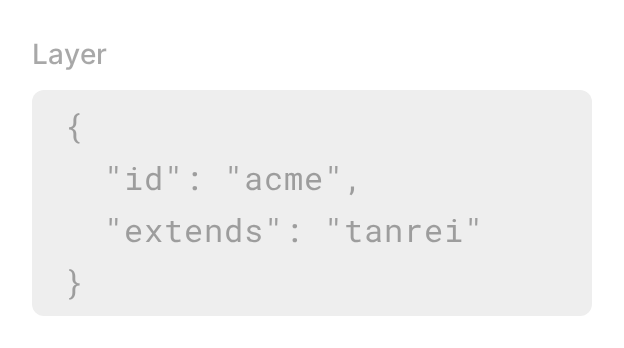 Layer
{
  "id": "acme",
  "extends": "tanrei"
}